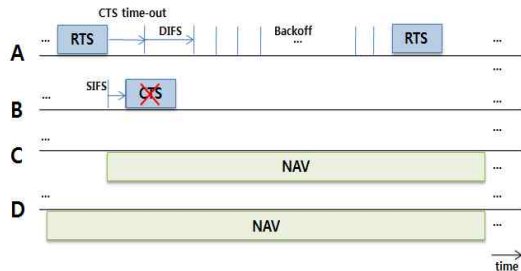 CTS time-out
... RTS DIFS Backoff ... RTS ...
A
...
SIFS
... CTS ...
B
... ...
C
NAV ...
... ...
D
NAV ...
time